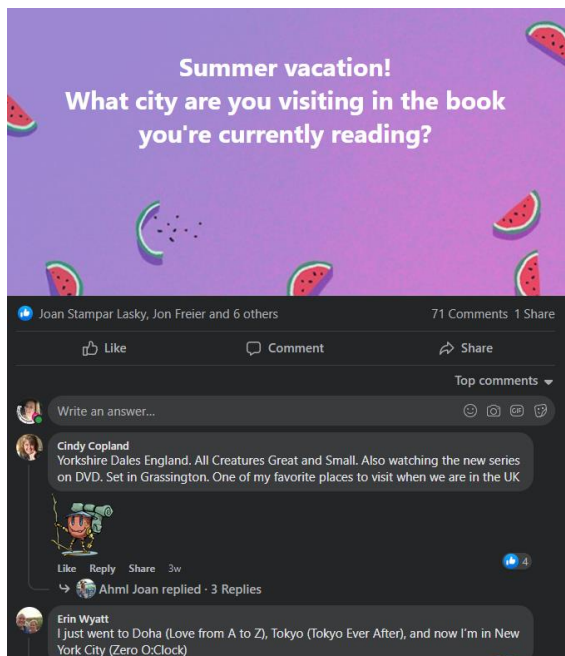 Summer vacation!
What city are you visiting in the book
you're currently reading?
Joan Stampar Lasky, Jon Freier and 6 others
71 Comments 1 Share
Like
Comment
Share
Top comments
Write an answer...
GIF
Cindy Copland
Yorkshire Dales England. All Creatures Great and Small. Also watching the new series
on DVD. Set in Grassington. One of my favorite places to visit when we are in the UK
Like Reply Share 3w
4
Ahml Joan replied · 3 Replies
Erin Wyatt
I just went to Doha (Love from A to Z), Tokyo (Tokyo Ever After), and now I'm in New
York City (Zero O:Clock)